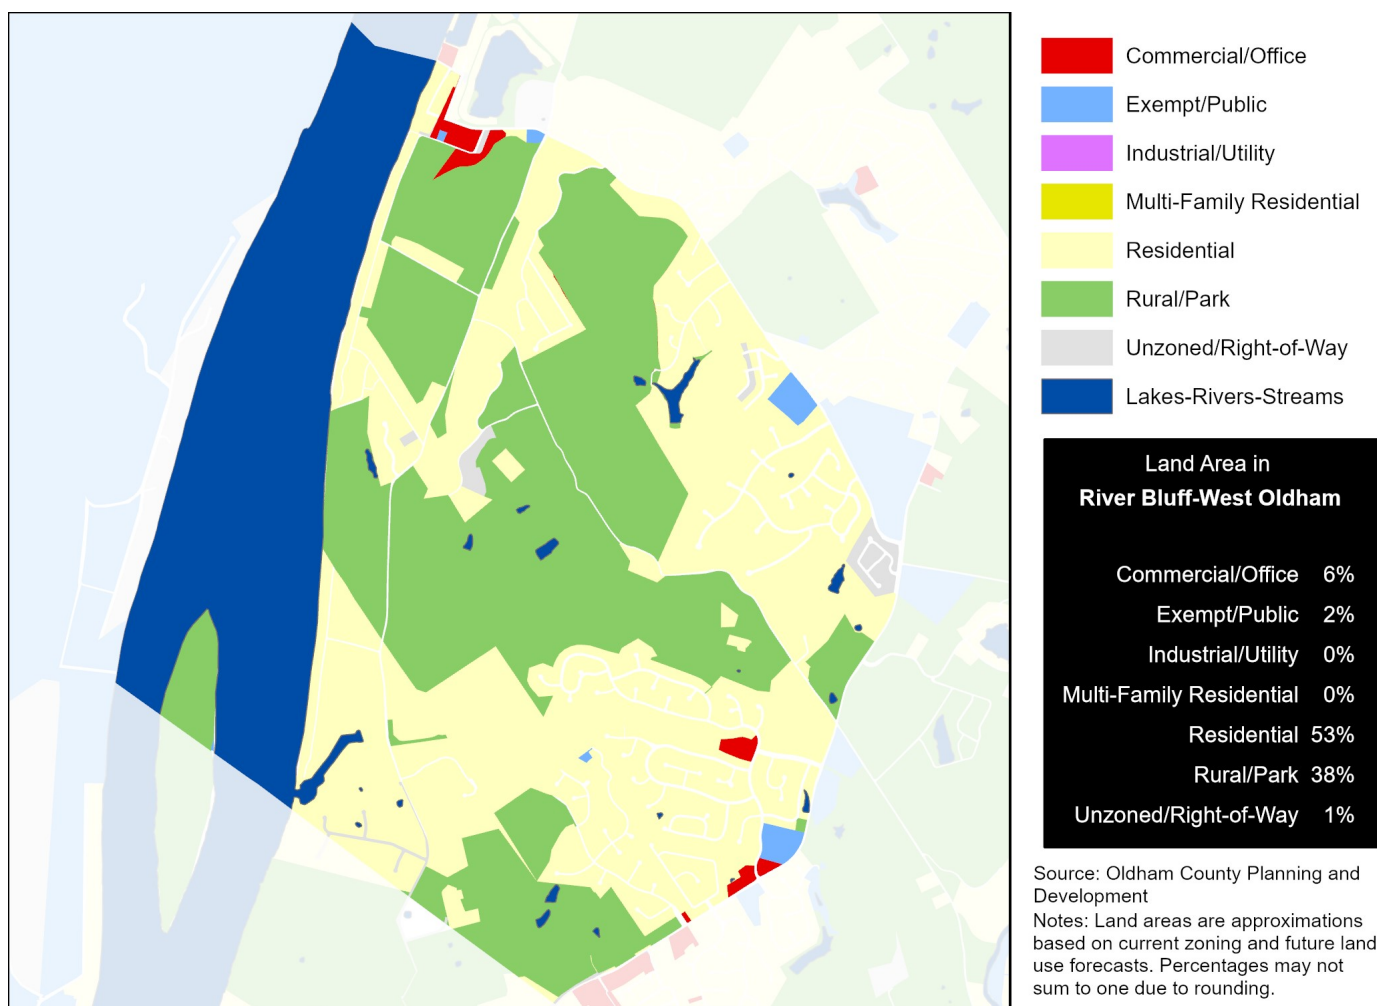 Commercial/Office
Exempt/Public
Industrial/Utility
Multi-Family Residential
Residential
Rural/Park
Unzoned/Right-of-Way
Lakes-Rivers-Streams
Land Area in
River Bluff-West Oldham
Commercial/Office 6%
Exempt/Public 2%
Industrial/Utility 0%
Multi-Family Residential 0%
Residential 53%
Rural/Park 38%
Unzoned/Right-of-Way 1%
Source: Oldham County Planning and
Development
Notes: Land areas are approximations
based on current zoning and future land
use forecasts. Percentages may not
sum to one due to rounding.